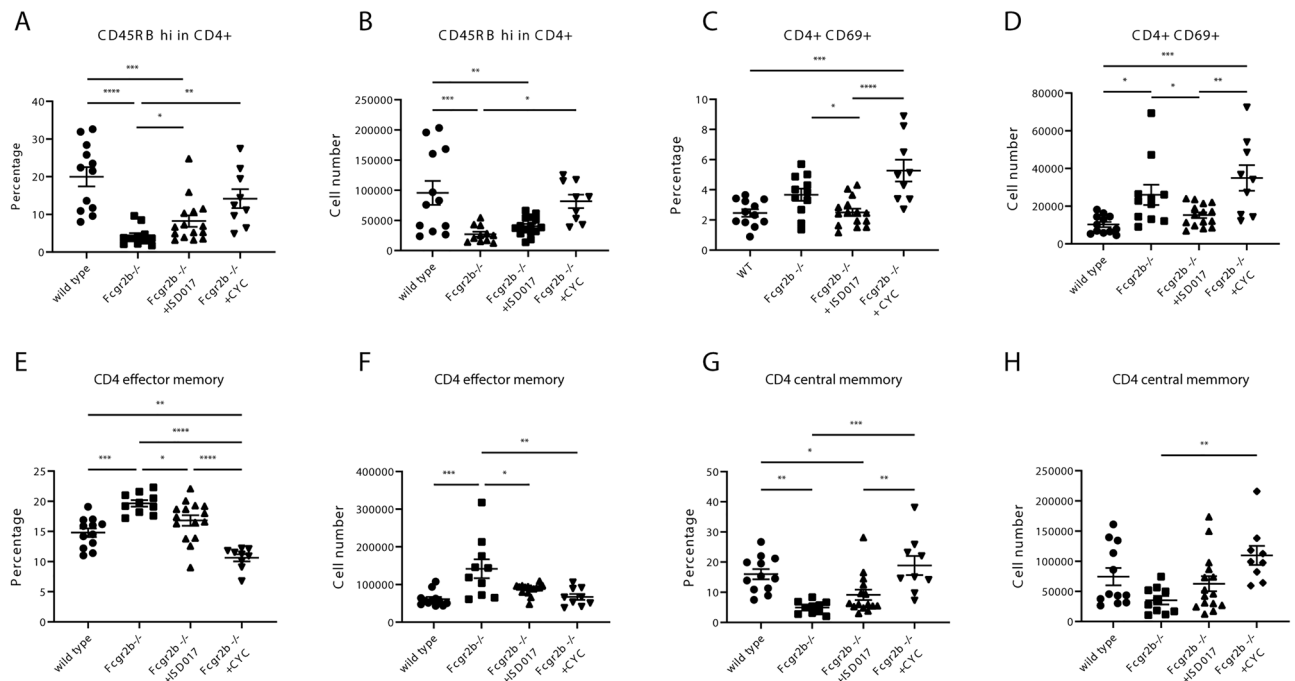 A
CD45RB hi in CD4+
***
****
**
*
40
30
20
10
0
Percentage
wild type
Fcgr2b-/-
Fcgr2b -/-
+ISD017
Fcgr2b -/-
+CYC
B
CD45RB hi in CD4+
**
***
*
250000
200000
150000
100000
50000
0
Cell number
wild type
Fcgr2b-/-
Fcgr2b -/-
+ISD017
Fcgr2b -/-
+CYC
C
CD4+ CD69+
***
****
*
10
8
6
4
2
0
Percentage
WT
Fcgr2b -/-
Fcgr2b -/-
+ ISD017
Fcgr2b -/-
+ CYC
D
CD4+ CD69+
***
*
*
**
80000
60000
40000
20000
0
Cell number
wild type
Fcgr2b-/-
Fcgr2b -/-
+ISD017
Fcgr2b -/-
+CYC
E
CD4 effector memory
**
****
***
*
****
25
20
15
10
5
0
Percentage
wild type
Fcgr2b-/-
Fcgr2b -/-
+ISD017
Fcgr2b -/-
+CYC
F
CD4 effector memory
**
***
*
400000
300000
200000
100000
0
Cell number
wild type
Fcgr2b-/-
Fcgr2b -/-
+ISD017
Fcgr2b -/-
+CYC
G
CD4 central memmory
***
*
**
**
50
40
30
20
10
0
Percentage
wild type
Fcgr2b-/-
Fcgr2b -/-
+ISD017
Fcgr2b -/-
+CYC
H
CD4 central memmory
**
250000
200000
150000
100000
50000
0
Cell number
wild type
Fcgr2b-/-
Fcgr2b -/-
+ISD017
Fcgr2b -/-
+CYC